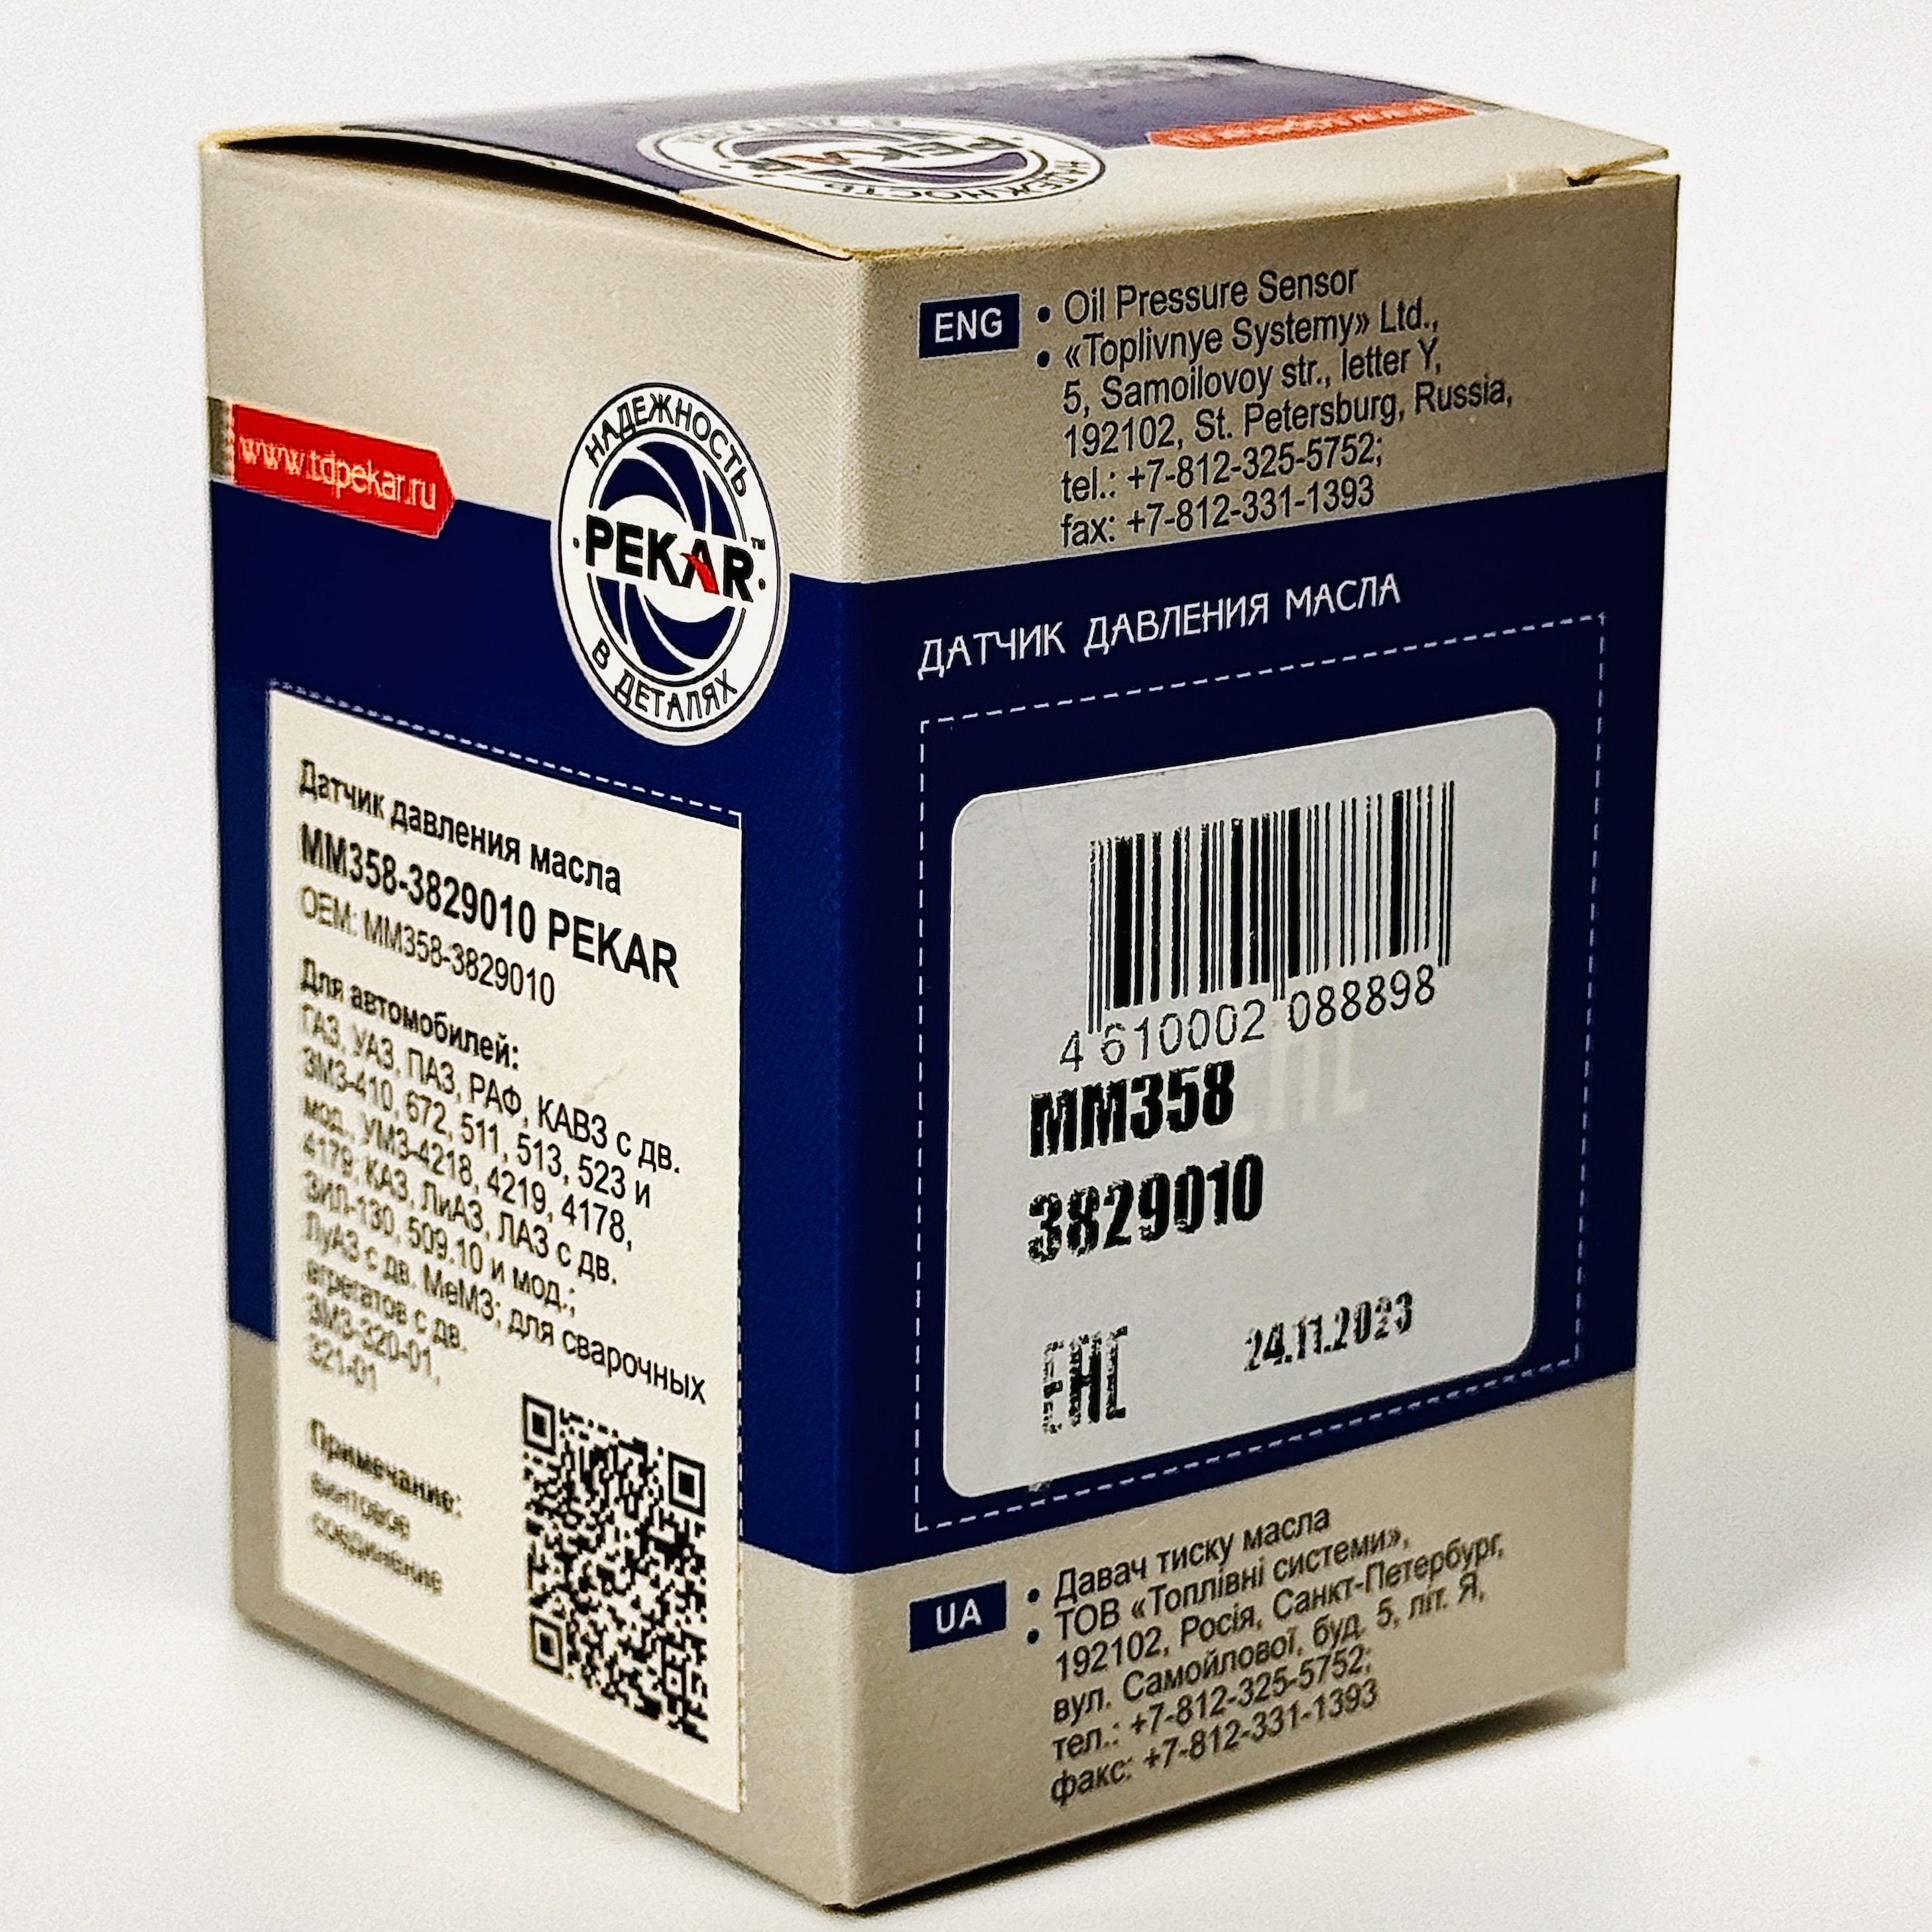 PEKAR
НАДЕЖНОСТЬ
www.tdpekar.ru
НАДЕЖНОСТЬ
PEKAR™
В ДЕТАЛЯХ
Датчик давления масла
ММ358-3829010 PEKAR
OEM: ММ358-3829010
Для автомобилей:
ГАЗ, УАЗ, ПАЗ, РАФ, КАВЗ с дв.
ЗМЗ-410, 672, 511, 513, 523 и
мод., УМЗ-4218, 4219, 4178,
4179; КАЗ, ЛиАЗ, ЛАЗ с дв.
ЗИЛ-130, 509.10 и мод.;
ЛуАЗ с дв. МеМЗ; для сварочных
агрегатов с дв.
ЗМЗ-320-01,
321-01
Примечание:
винтовое
соединение
ENG
• Oil Pressure Sensor
• «Toplivnye Systemy» Ltd.,
5, Samoilovoy str., letter Y,
192102, St. Petersburg, Russia,
tel.: +7-812-325-5752;
fax: +7-812-331-1393
ДАТЧИК ДАВЛЕНИЯ МАСЛА
4 610002 088898
ММ358
3829010
EAC
24.11.2023
UA
• Давач тиску масла
• ТОВ «Топлівні системи»,
192102, Росія, Санкт-Петербург,
вул. Самойлової, буд. 5, літ. Я,
тел.: +7-812-325-5752;
факс: +7-812-331-1393